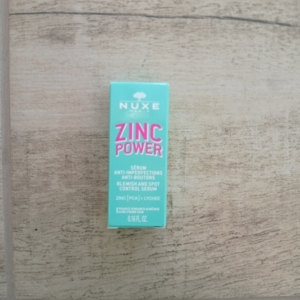 NUXE
ZINC
POWER
SÉRUM
ANTI-IMPERFECTIONS
ANTI-BOUTONS
BLEMISH AND SPOT
CONTROL SERUM